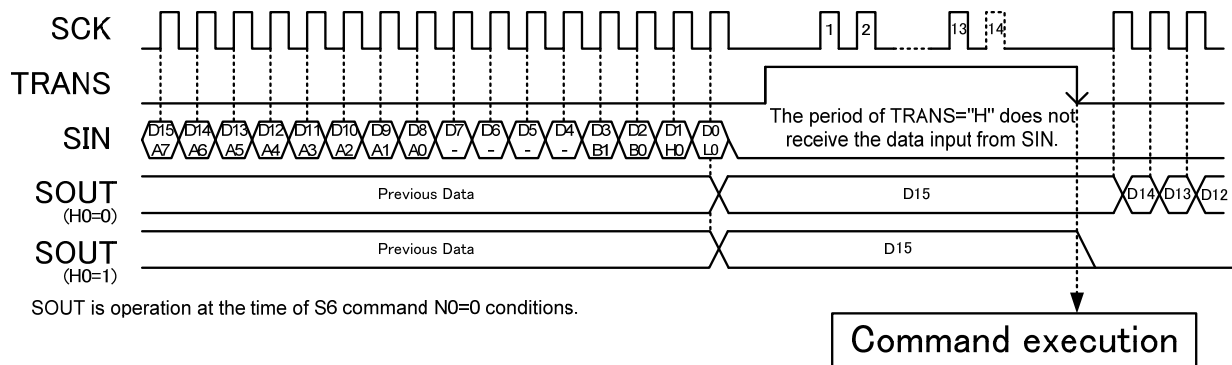 SCK
1 2 13 14
TRANS
The period of TRANS="H" does not
receive the data input from SIN.
SIN
D15 D14 D13 D12 D11 D10 D9 D8 D7 D6 D5 D4 D3 D2 D1 D0
A7 A6 A5 A4 A3 A2 A1 A0 - - - - B1 B0 H0 L0
SOUT
(H0=0)
Previous Data D15 D14 D13 D12
SOUT
(H0=1)
Previous Data D15
SOUT is operation at the time of S6 command N0=0 conditions.
Command execution